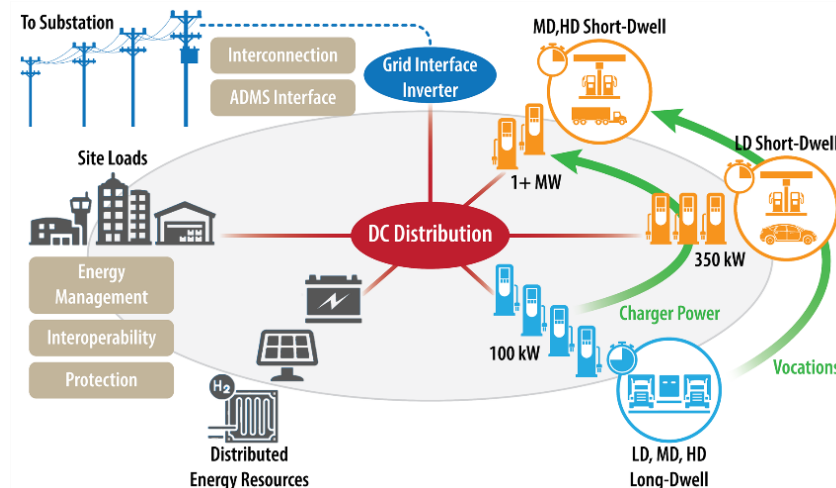 To Substation
Interconnection
ADMS Interface
Grid Interface
Inverter
MD,HD Short-Dwell
LD Short-Dwell
1+ MW
Site Loads
DC Distribution
350 kW
Energy
Management
Interoperability
Protection
100 kW
Charger Power
Vocations
H2
Distributed
Energy Resources
LD, MD, HD
Long-Dwell